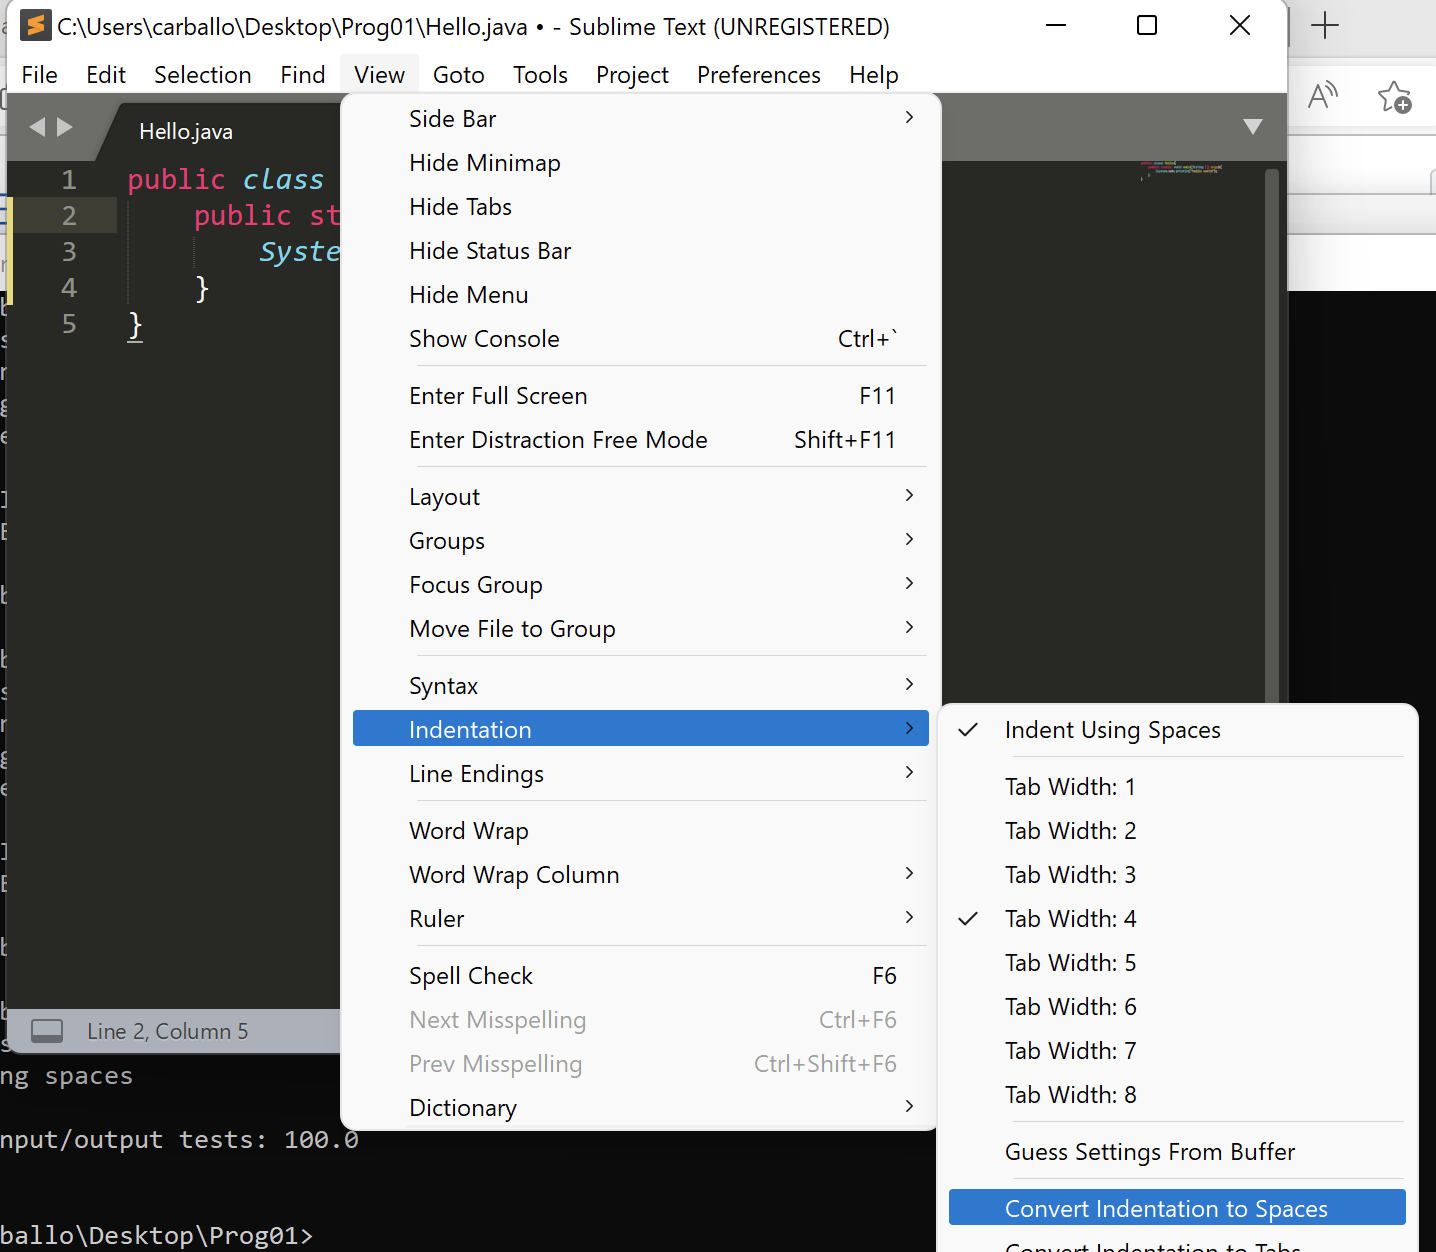 C:\Users\carballo\Desktop\Prog01\Hello.java • - Sublime Text (UNREGISTERED)
File Edit Selection Find View Goto Tools Project Preferences Help
Hello.java
1 public class
2 public st
3 Syste
4 }
5 }
Line 2, Column 5
Side Bar
Hide Minimap
Hide Tabs
Hide Status Bar
Hide Menu
Show Console Ctrl+`
Enter Full Screen F11
Enter Distraction Free Mode Shift+F11
Layout
Groups
Focus Group
Move File to Group
Syntax
Indentation
Line Endings
Word Wrap
Word Wrap Column
Ruler
Spell Check F6
Next Misspelling Ctrl+F6
Prev Misspelling Ctrl+Shift+F6
Dictionary
Indent Using Spaces
Tab Width: 1
Tab Width: 2
Tab Width: 3
Tab Width: 4
Tab Width: 5
Tab Width: 6
Tab Width: 7
Tab Width: 8
Guess Settings From Buffer
Convert Indentation to Spaces
Convert Indentation to Tabs
ng spaces
nput/output tests: 100.0
ballo\Desktop\Prog01>